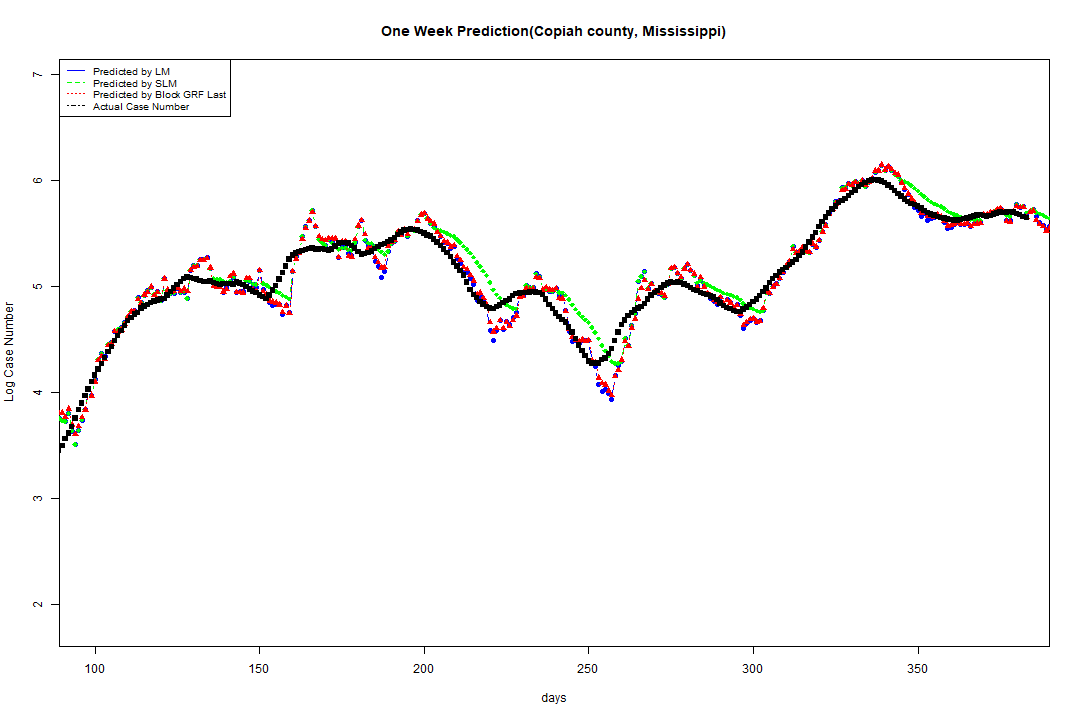 One Week Prediction(Copiah county, Mississippi)
Predicted by LM
Predicted by SLM
Predicted by Block GRF Last
Actual Case Number
7
6
5
4
3
2
Log Case Number
100 150 200 250 300 350
days